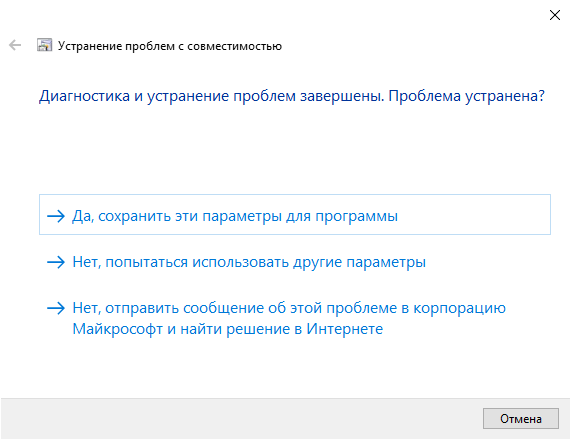 Устранение проблем с совместимостью
Диагностика и устранение проблем завершены. Проблема устранена?
Да, сохранить эти параметры для программы
Нет, попытаться использовать другие параметры
Нет, отправить сообщение об этой проблеме в корпорацию
Майкрософт и найти решение в Интернете
Отмена